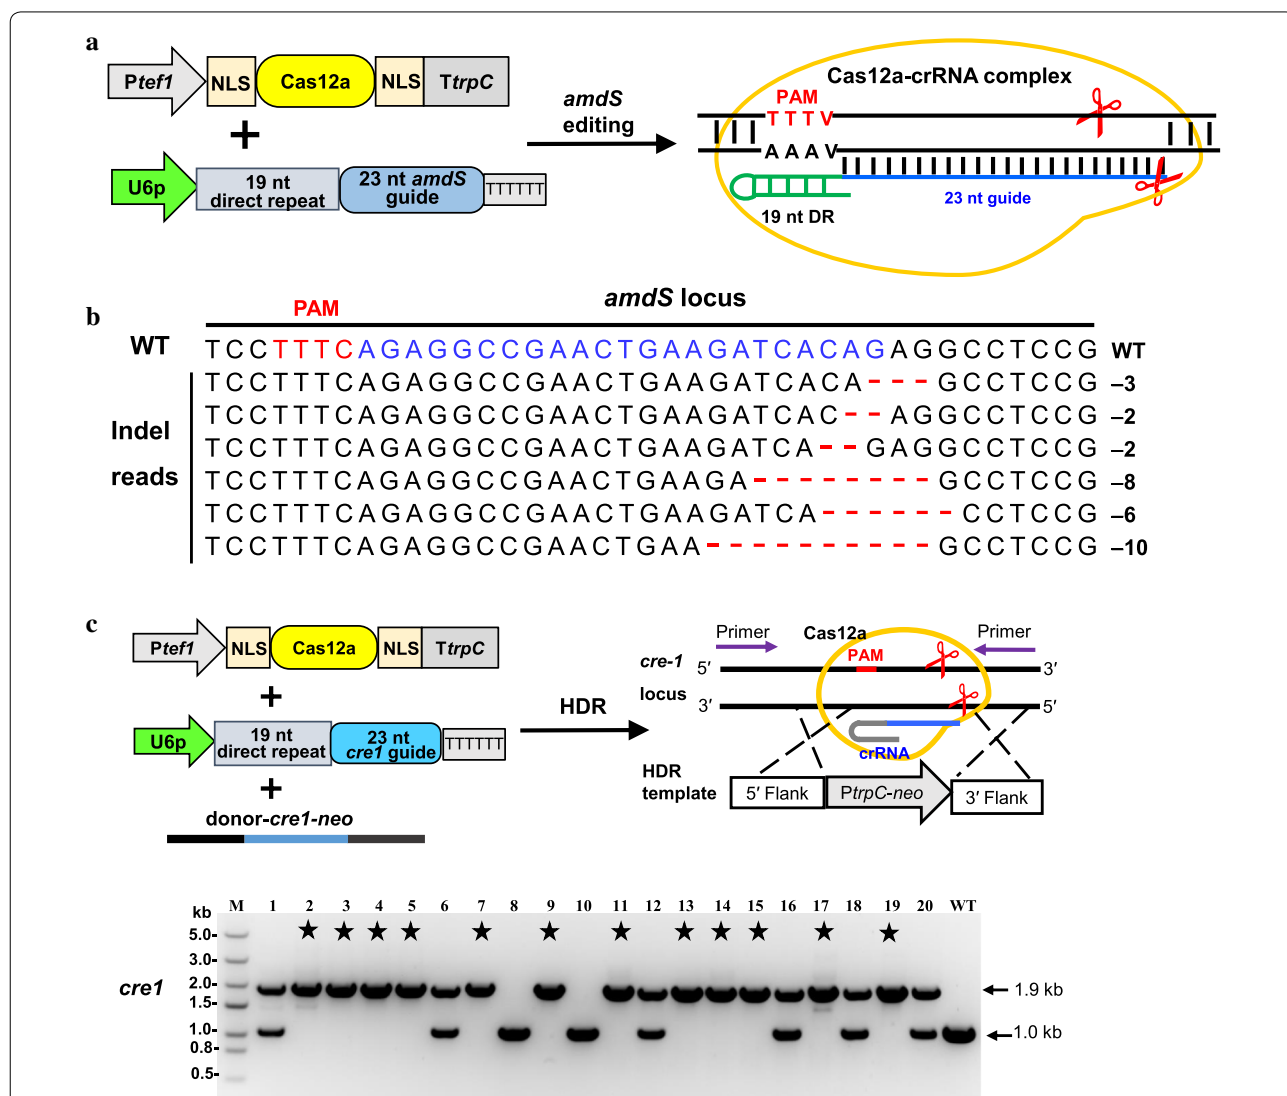 a
Ptef1 NLS Cas12a NLS TtrpC
+
U6p 19 nt direct repeat 23 nt amdS guide TTTTTT
amdS editing
Cas12a-crRNA complex
PAM
T T T V
A A A V
19 nt DR
23 nt guide
b
PAM
amdS locus
WT TCCTTTCAGAGGCCGAACTGAAGATCACAGAGGCCTCCG WT
Indel reads
TCCTTTCAGAGGCCGAACTGAAGATCACA---GCCTCCG –3
TCCTTTCAGAGGCCGAACTGAAGATCAC--AGGCCTCCG –2
TCCTTTCAGAGGCCGAACTGAAGATCA--GAGGCCTCCG –2
TCCTTTCAGAGGCCGAACTGAAGA--------GCCTCCG –8
TCCTTTCAGAGGCCGAACTGAAGATCA------CCTCCG –6
TCCTTTCAGAGGCCGAACTGAA----------GCCTCCG –10
c
Ptef1 NLS Cas12a NLS TtrpC
+
U6p 19 nt direct repeat 23 nt cre1 guide TTTTTT
+
donor-cre1-neo
HDR
Primer Cas12a Primer
PAM
cre-1 5′ 3′
locus 3′ 5′
crRNA
HDR template
5′ Flank PtrpC-neo 3′ Flank
kb M 1 2 3 4 5 6 7 8 9 10 11 12 13 14 15 16 17 18 19 20 WT
5.0
3.0
2.0
1.5
1.0
0.8
0.5
cre1
1.9 kb
1.0 kb